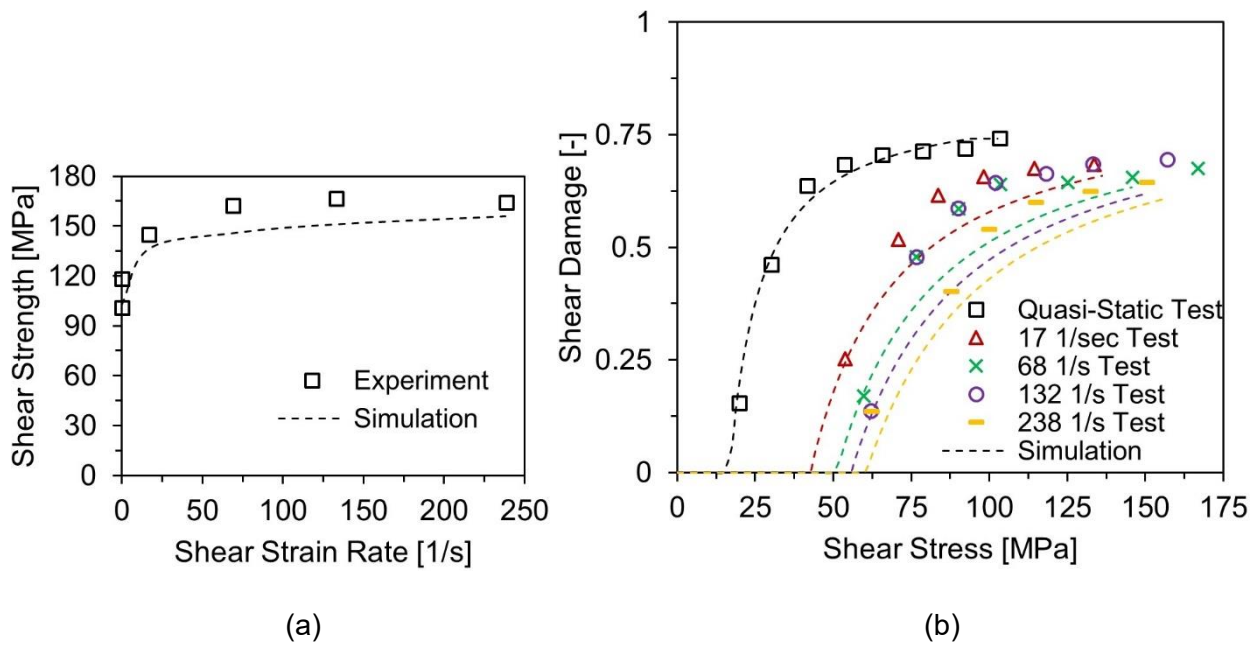 180
150
120
90
60
30
0
Shear Strength [MPa]
Experiment
Simulation
0 50 100 150 200 250
Shear Strain Rate [1/s]
(a)
1
0.75
0.5
0.25
0
Shear Damage [-]
Quasi-Static Test
17 1/sec Test
68 1/s Test
132 1/s Test
238 1/s Test
Simulation
0 25 50 75 100 125 150 175
Shear Stress [MPa]
(b)